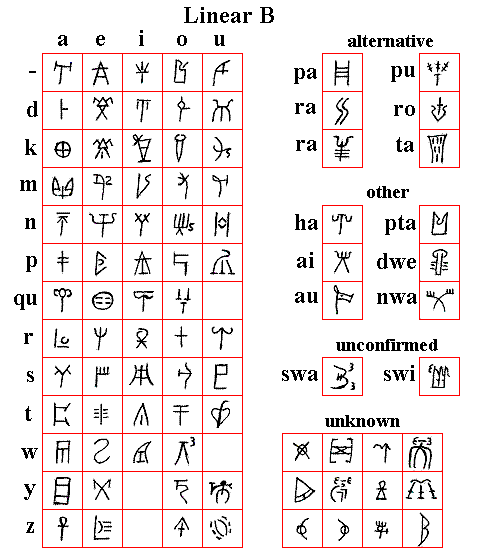 Linear B
a e i o u
- 𐀀 𐀁 𐀂 𐀃 𐀄
d 𐀅 𐀆 𐀇 𐀈 𐀉
k 𐀏 𐀐 𐀑 𐀒 𐀓
m 𐀔 𐀕 𐀖 𐀗 𐀘
n 𐀙 𐀚 𐀛 𐀜 𐀝
p 𐀞 𐀟 𐀠 𐀡 𐀢
qu 𐀣 𐀤 𐀥 𐀦
r 𐀨 𐀩 𐀪 𐀫 𐀬
s 𐀭 𐀮 𐀯 𐀰 𐀱
t 𐀲 𐀳 𐀴 𐀵 𐀶
w 𐀷 𐀸 𐀹 𐀺
y 𐀊 𐀋 𐀍 𐀎
z 𐀼 𐀽 𐀿
alternative
pa 𐁖 pu 𐁆
ra 𐁈 ro 𐁊
ra 𐁉 ta 𐁋
other
ha 𐁀 pta 𐁇
ai 𐁁 dwe 𐁃
au 𐁂 nwa 𐁅
unconfirmed
swa 𐁚 swi 𐁘
unknown